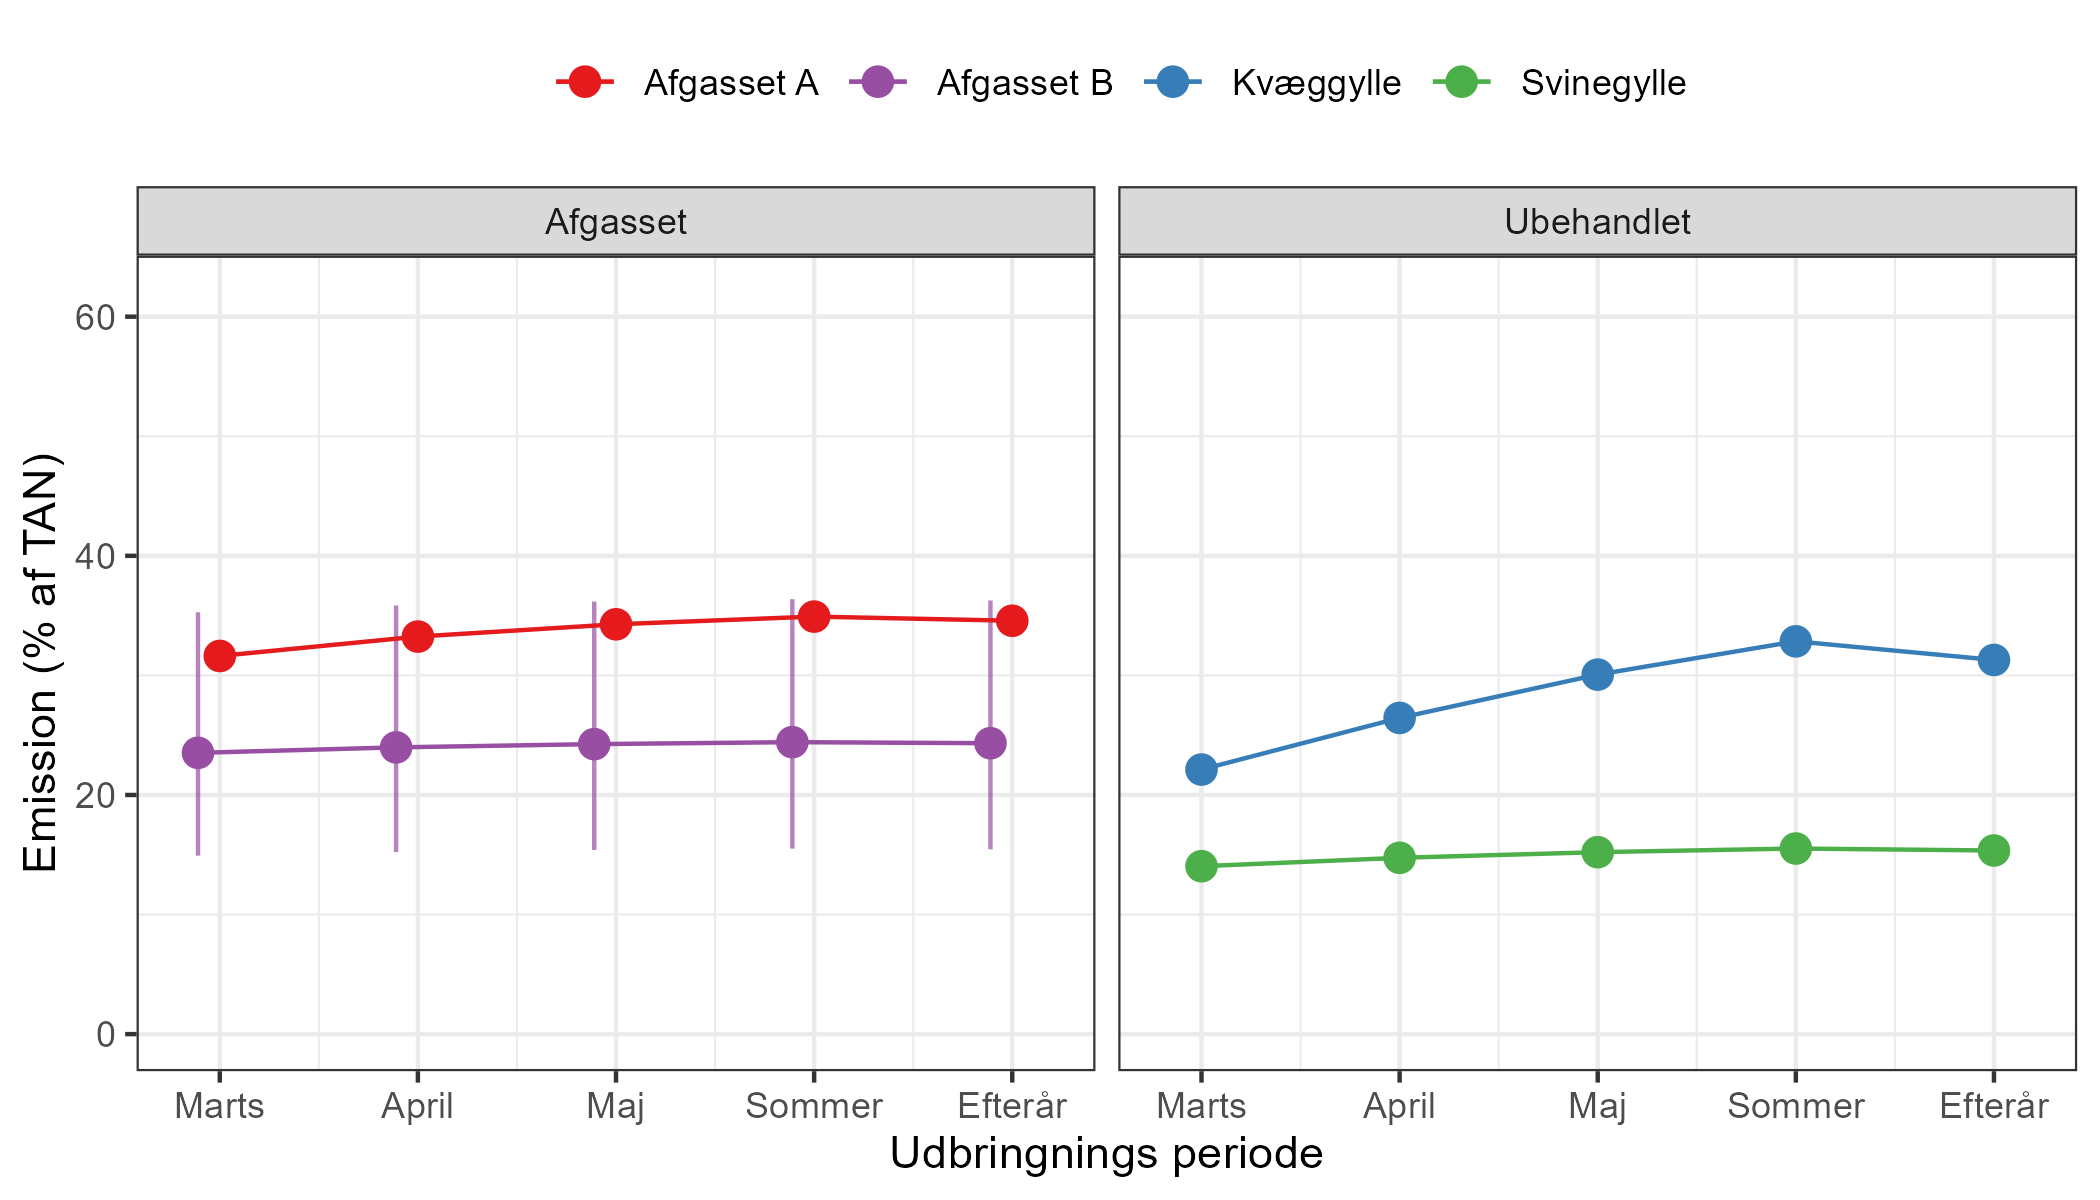 Afgasset A Afgasset B Kvæggylle Svinegylle
Afgasset Ubehandlet
Emission (% af TAN)
60
40
20
0
Marts April Maj Sommer Efterår Marts April Maj Sommer Efterår
Udbringnings periode